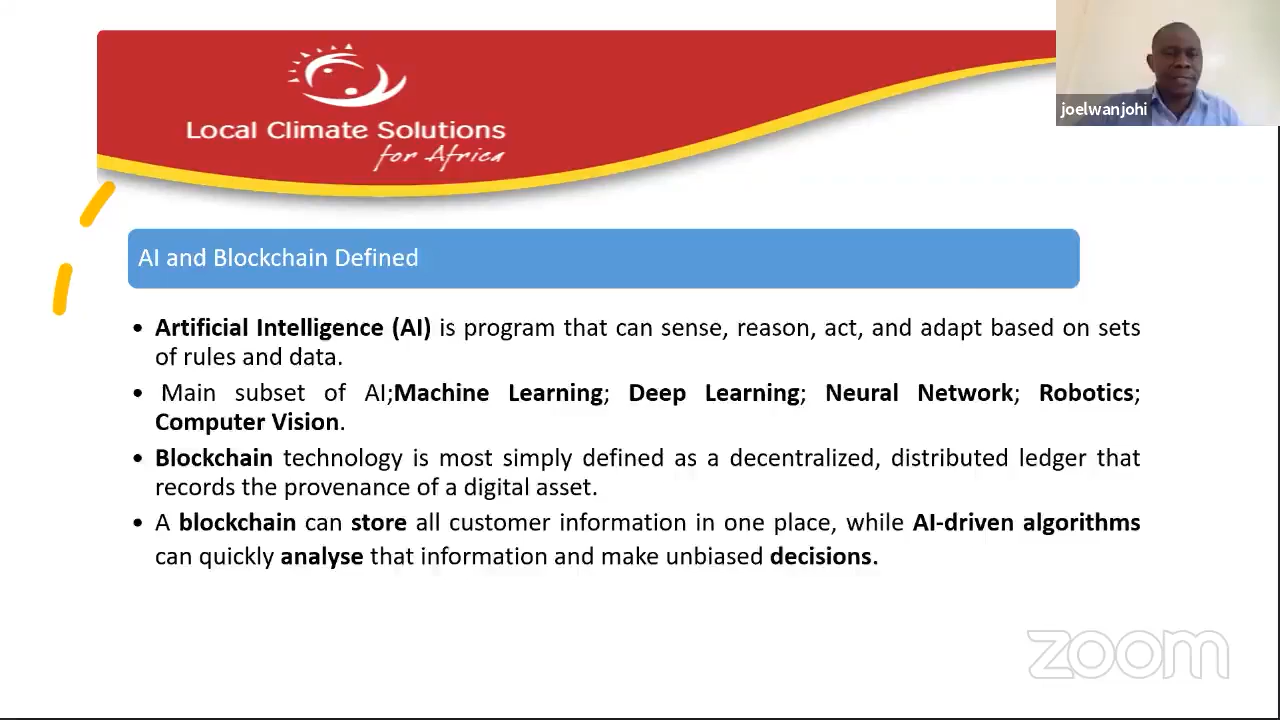 Local Climate Solutions
for Africa
joelwanjohi
AI and Blockchain Defined
• Artificial Intelligence (AI) is program that can sense, reason, act, and adapt based on sets
of rules and data.
• Main subset of AI;Machine Learning; Deep Learning; Neural Network; Robotics;
Computer Vision.
• Blockchain technology is most simply defined as a decentralized, distributed ledger that
records the provenance of a digital asset.
• A blockchain can store all customer information in one place, while AI-driven algorithms
can quickly analyse that information and make unbiased decisions.
zoom